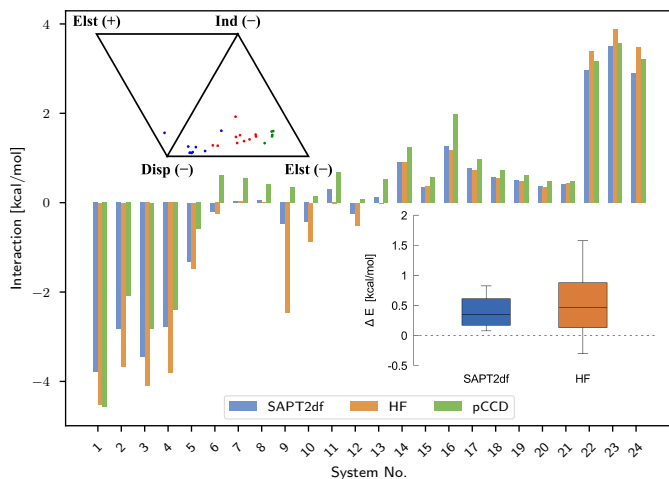 Elst (+)
Ind (−)
Disp (−)
Elst (−)
Interaction [kcal/mol]
4
2
0
−2
−4
Δ E [kcal/mol]
2
1.5
1
0.5
0
-0.5
SAPT2df
HF
SAPT2df
HF
pCCD
1
2
3
4
5
6
7
8
9
10
11
12
13
14
15
16
17
18
19
20
21
22
23
24
System No.